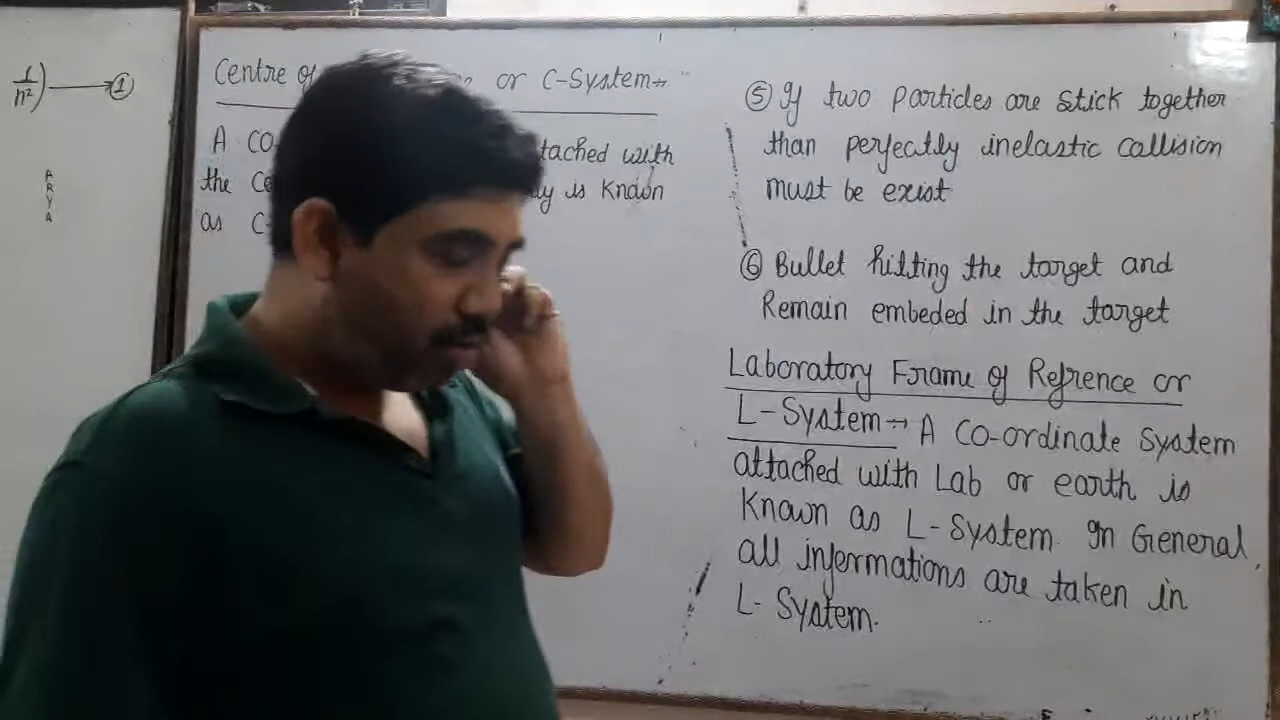 1/n²) → ①
ARYA
Centre of or C-System→
A CO tached with
the Ce dy is Known
as C
⑤ If two particles are stick together
than perfectly inelastic collision
must be exist
⑥ Bullet hitting the target and
Remain embeded in the target
Laboratory Frame of Refrence or
L-System→ A Co-ordinate System
attached with Lab or earth is
Known as L-System. In General
all informations are taken in
L-System.